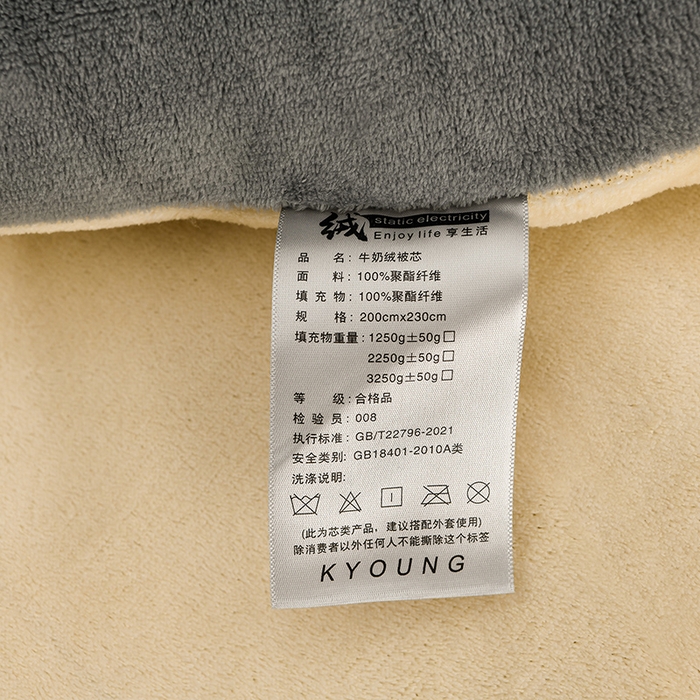 绒 static electricity
Enjoy life 享生活
品 名: 牛奶绒被芯
面 料: 100%聚酯纤维
填 充 物: 100%聚酯纤维
规 格: 200cmx230cm
填充物重量: 1250g±50g□
2250g±50g□
3250g±50g□
等 级: 合格品
检 验 员: 008
执行标准: GB/T22796-2021
安全类别: GB18401-2010A类
洗涤说明:
(此为芯类产品, 建议搭配外套使用)
除消费者以外任何人不能撕除这个标签
KYOUNG